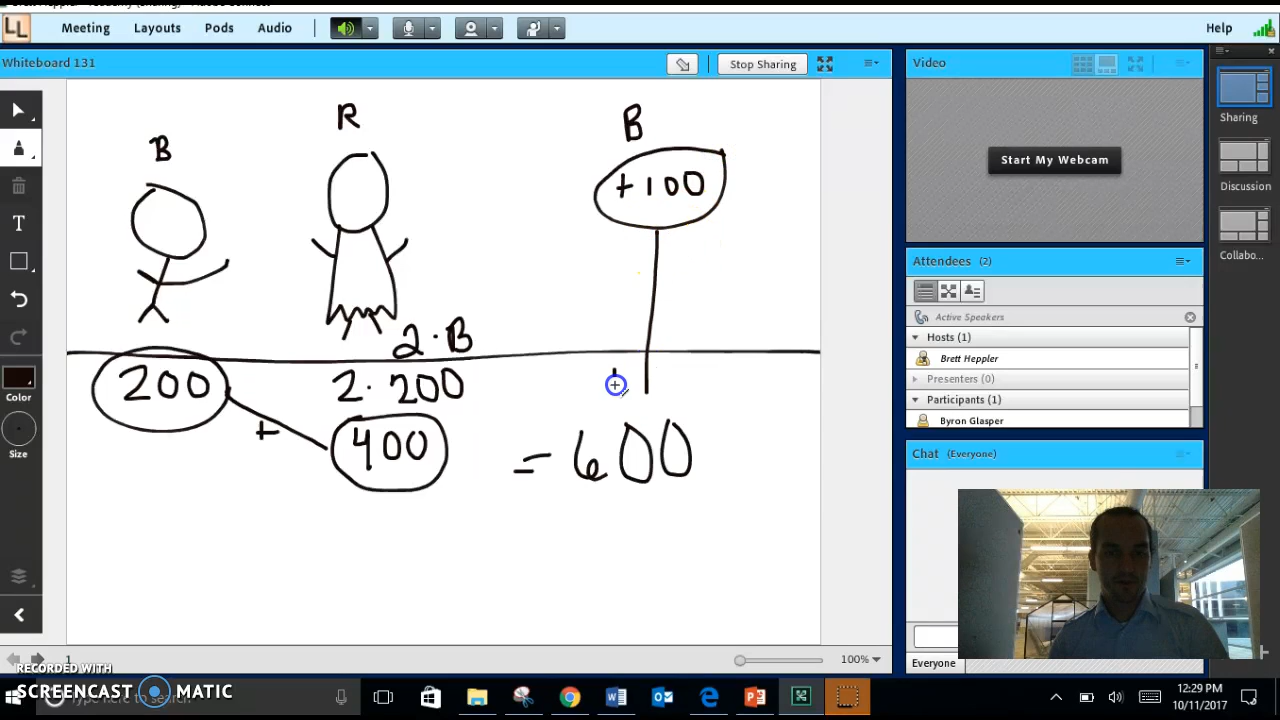 LL Meeting Layouts Pods Audio Help
Whiteboard 131
Stop Sharing
B
R
B
+100
2·B
200
2·200
+
400
= 600
T
Color
Size
1
100%
Video
Start My Webcam
Attendees (2)
Active Speakers
Hosts (1)
Brett Heppler
Presenters (0)
Participants (1)
Byron Glasper
Chat (Everyone)
Everyone
Sharing
Discussion
Collabo...
RECORDED WITH
SCREENCAST MATIC
12:29 PM
10/11/2017